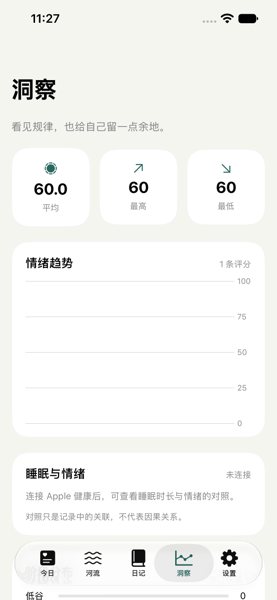 11:27
洞察
看见规律，也给自己留一点余地。
60.0
平均
60
最高
60
最低
情绪趋势
1 条评分
100
75
50
25
0
睡眠与情绪
未连接
连接 Apple 健康后，可查看睡眠时长与情绪的对照。
对照只是记录中的关联，不代表因果关系。
今日
河流
日记
洞察
设置
低谷
0